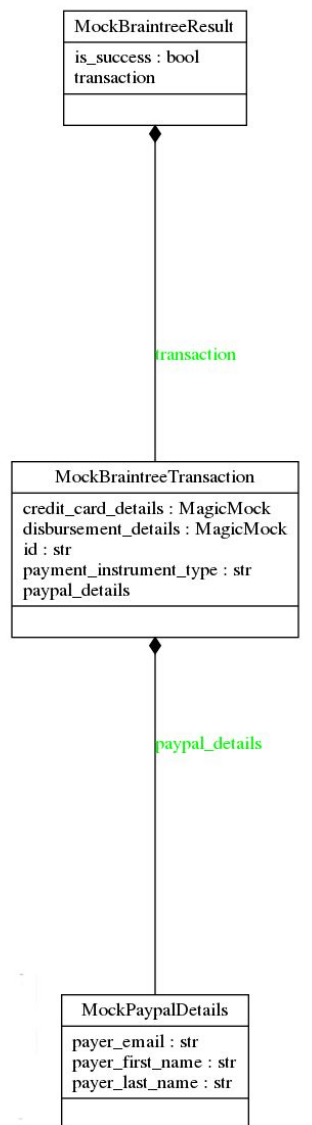 MockBraintreeResult
is_success : bool
transaction
transaction
MockBraintreeTransaction
credit_card_details : MagicMock
disbursement_details : MagicMock
id : str
payment_instrument_type : str
paypal_details
paypal_details
MockPaypalDetails
payer_email : str
payer_first_name : str
payer_last_name : str